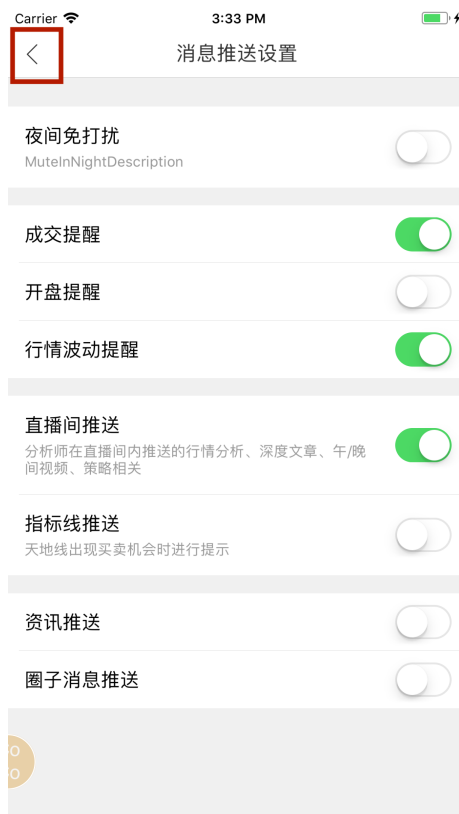 Carrier 3:33 PM
消息推送设置
夜间免打扰
MuteInNightDescription
成交提醒
开盘提醒
行情波动提醒
直播间推送
分析师在直播间内推送的行情分析、深度文章、午/晚
间视频、策略相关
指标线推送
天地线出现买卖机会时进行提示
资讯推送
圈子消息推送